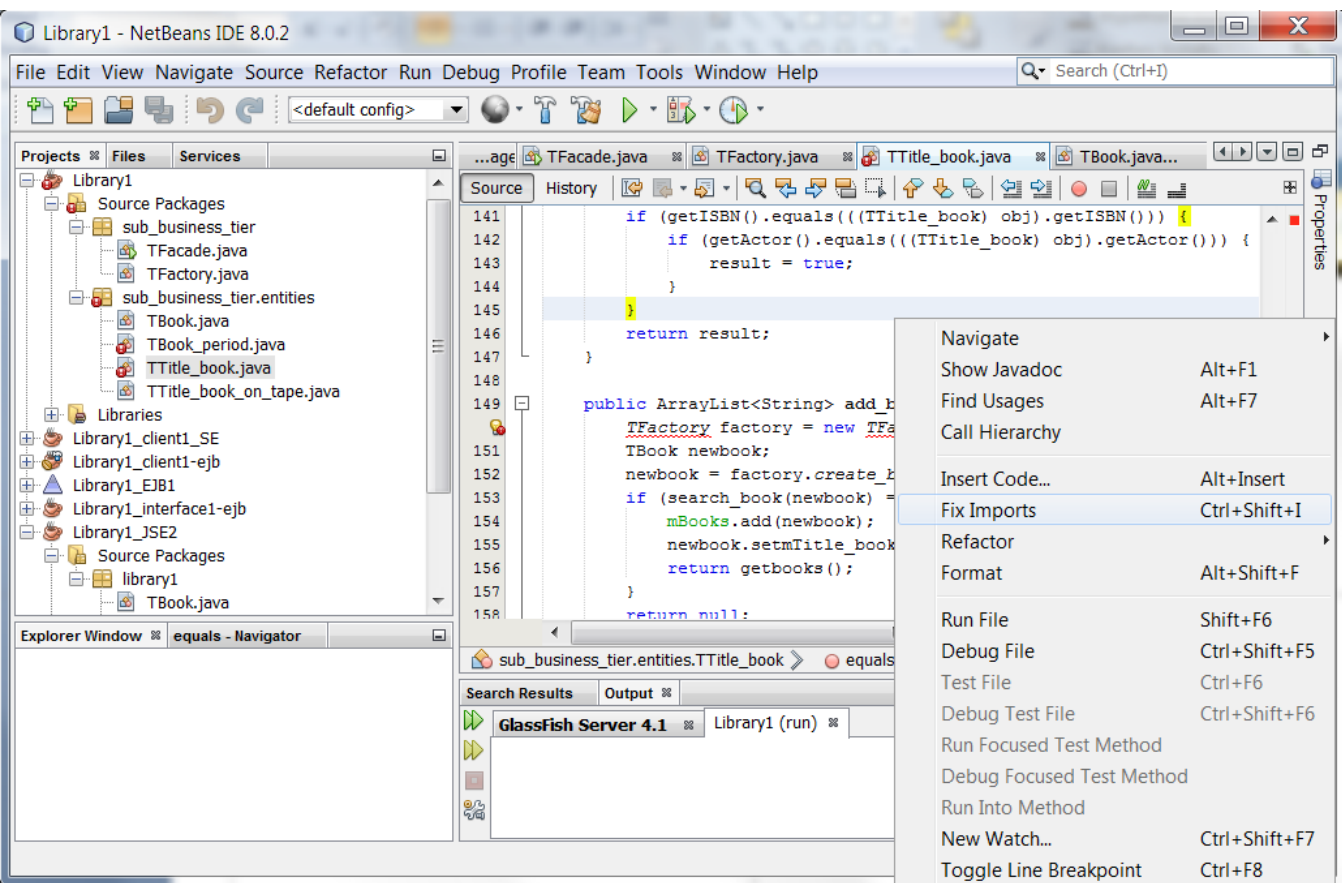 Library1 - NetBeans IDE 8.0.2
File Edit View Navigate Source Refactor Run Debug Profile Team Tools Window Help
Search (Ctrl+I)
<default config>
Projects Files Services
Library1
Source Packages
sub_business_tier
TFacade.java
TFactory.java
sub_business_tier.entities
TBook.java
TBook_period.java
TTitle_book.java
TTitle_book_on_tape.java
Libraries
Library1_client1_SE
Library1_client1-ejb
Library1_EJB1
Library1_interface1-ejb
Library1_JSE2
Source Packages
library1
TBook.java
Explorer Window equals - Navigator
...age TFacade.java TFactory.java TTitle_book.java TBook.java...
Source History
Properties
141 if (getISBN().equals(((TTitle_book) obj).getISBN())) {
142 if (getActor().equals(((TTitle_book) obj).getActor())) {
143 result = true;
144 }
145 }
146 return result;
147 }
148
149 public ArrayList<String> add_b
TFactory factory = new TFa
151 TBook newbook;
152 newbook = factory.create_b
153 if (search_book(newbook) =
154 mBooks.add(newbook);
155 newbook.setmTitle_book
156 return getbooks();
157 }
158 return null;
sub_business_tier.entities.TTitle_book equals
Search Results Output
GlassFish Server 4.1 Library1 (run)
Navigate
Show Javadoc Alt+F1
Find Usages Alt+F7
Call Hierarchy
Insert Code... Alt+Insert
Fix Imports Ctrl+Shift+I
Refactor
Format Alt+Shift+F
Run File Shift+F6
Debug File Ctrl+Shift+F5
Test File Ctrl+F6
Debug Test File Ctrl+Shift+F6
Run Focused Test Method
Debug Focused Test Method
Run Into Method
New Watch... Ctrl+Shift+F7
Toggle Line Breakpoint Ctrl+F8